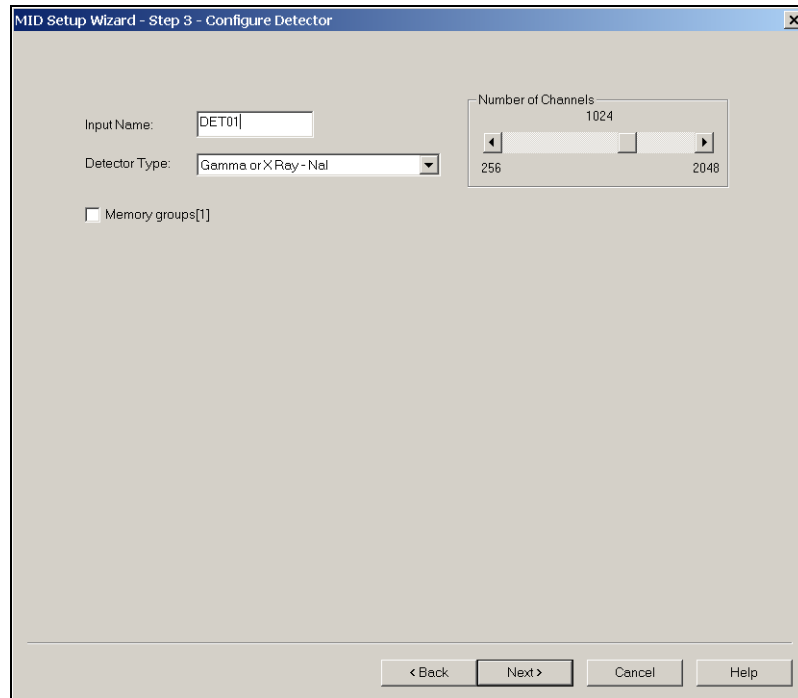 MID Setup Wizard - Step 3 - Configure Detector
Input Name: DET01
Detector Type: Gamma or X Ray - NaI
Memory groups[1]
Number of Channels
1024
256 2048
< Back Next > Cancel Help